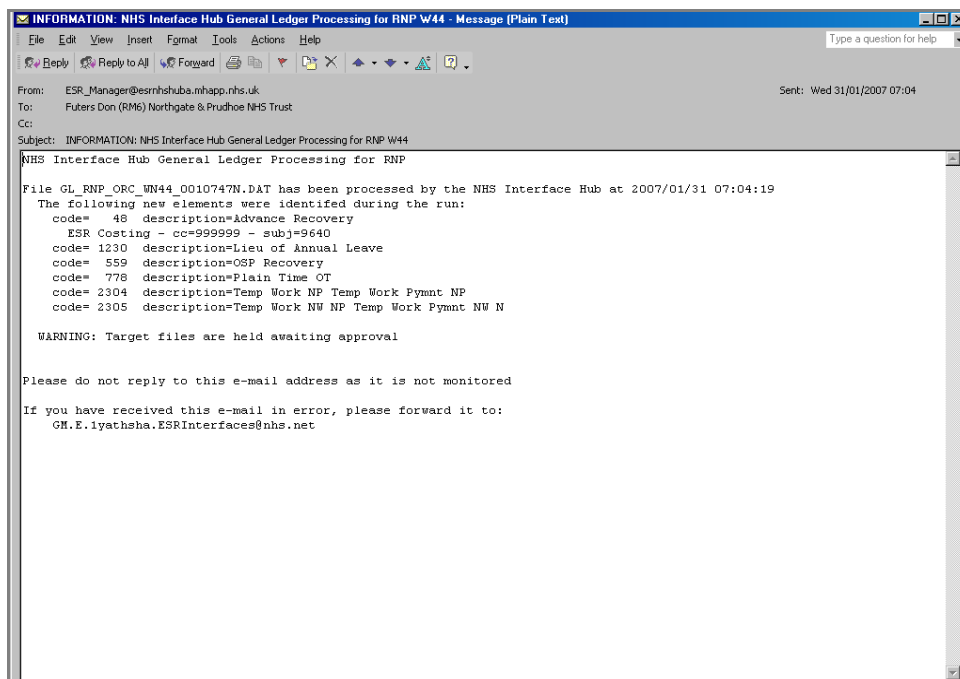 INFORMATION: NHS Interface Hub General Ledger Processing for RNP W44 - Message (Plain Text)
File Edit View Insert Format Tools Actions Help Type a question for help
Reply Reply to All Forward
From: ESR_Manager@esrnhshuba.mhapp.nhs.uk Sent: Wed 31/01/2007 07:04
To: Futers Don (RM6) Northgate & Prudhoe NHS Trust
Cc:
Subject: INFORMATION: NHS Interface Hub General Ledger Processing for RNP W44
NHS Interface Hub General Ledger Processing for RNP
File GL_RNP_ORC_WN44_0010747N.DAT has been processed by the NHS Interface Hub at 2007/01/31 07:04:19
The following new elements were identifed during the run:
code= 48 description=Advance Recovery
ESR Costing - cc=999999 - subj=9640
code= 1230 description=Lieu of Annual Leave
code= 559 description=OSP Recovery
code= 778 description=Plain Time OT
code= 2304 description=Temp Work NP Temp Work Pymnt NP
code= 2305 description=Temp Work NW NP Temp Work Pymnt NW N
WARNING: Target files are held awaiting approval
Please do not reply to this e-mail address as it is not monitored
If you have received this e-mail in error, please forward it to:
GM.E.1yathsha.ESRInterfaces@nhs.net